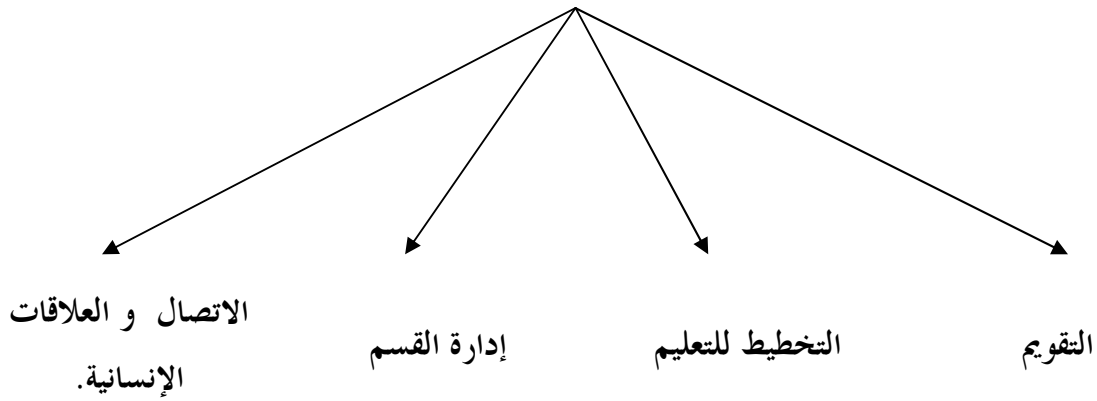 التقويم
التخطيط للتعليم
إدارة القسم
الاتصال و العلاقات
الإنسانية.